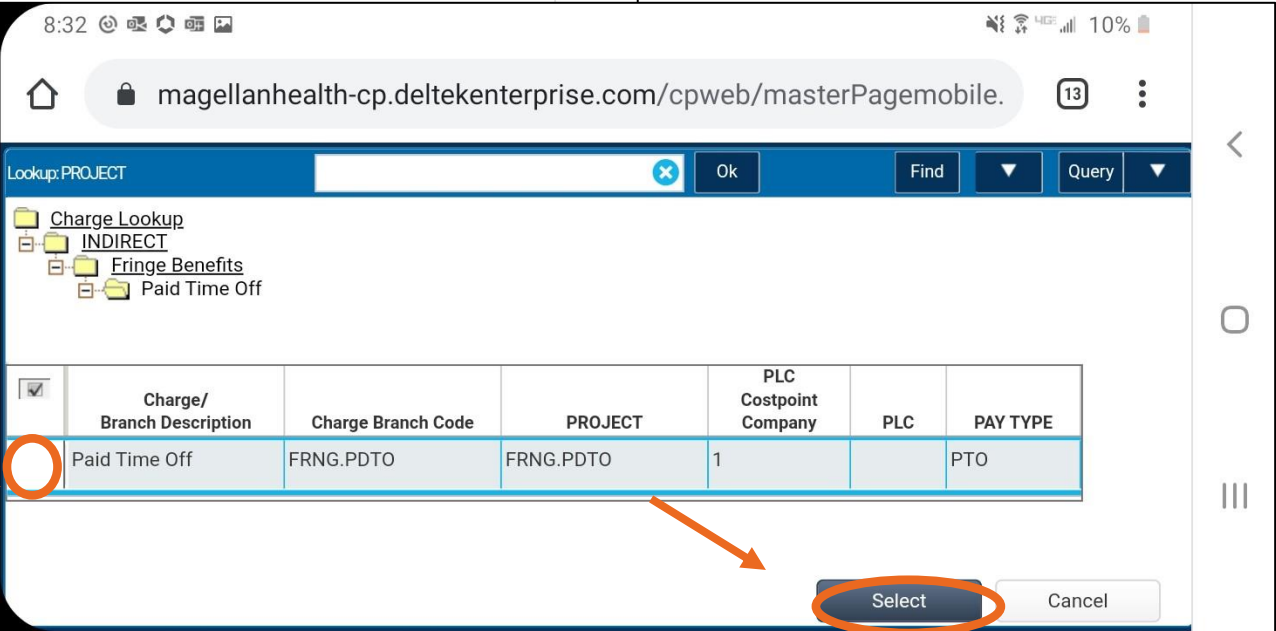 8:32 10%
magellanhealth-cp.deltekenterprise.com/cpweb/masterPagemobile. 13
Lookup: PROJECT Ok Find Query
Charge Lookup
INDIRECT
Fringe Benefits
Paid Time Off
Charge/ Branch Description Charge Branch Code PROJECT PLC Costpoint Company PLC PAY TYPE
Paid Time Off FRNG.PDTO FRNG.PDTO 1 PTO
Select Cancel